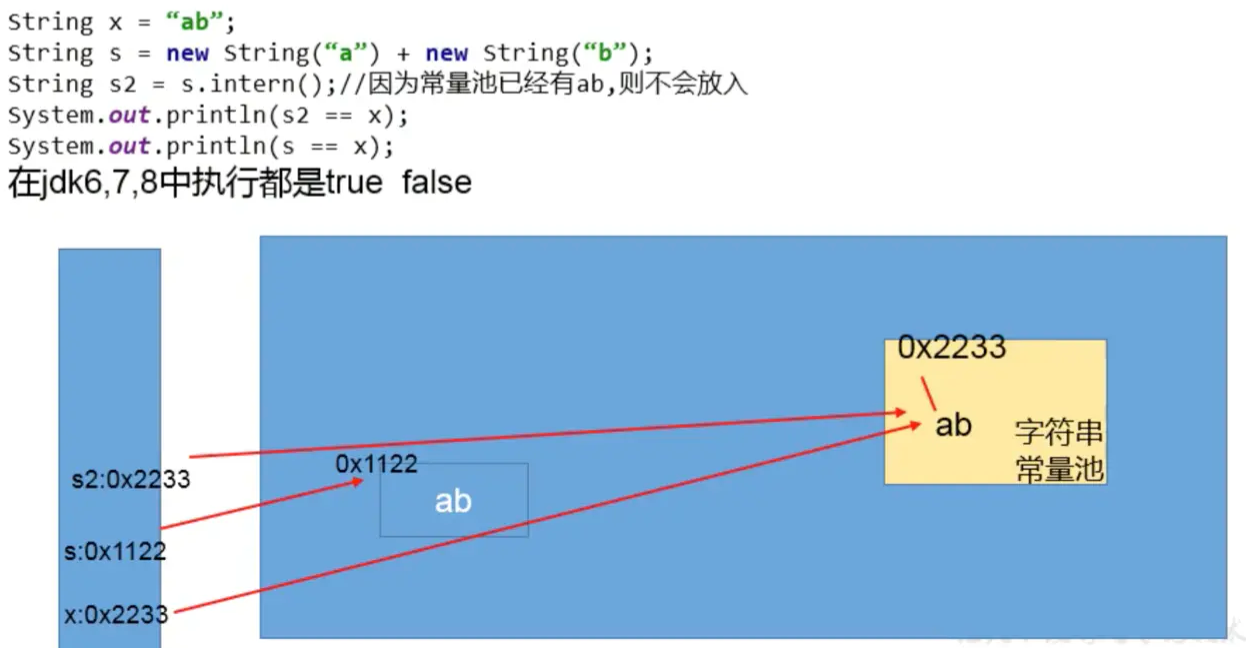 String x = “ab”;
String s = new String(“a”) + new String(“b”);
String s2 = s.intern();//因为常量池已经有ab,则不会放入
System.out.println(s2 == x);
System.out.println(s == x);
在jdk6,7,8中执行都是true  false
0x2233
ab
字符串
常量池
0x1122
ab
s2:0x2233
s:0x1122
x:0x2233